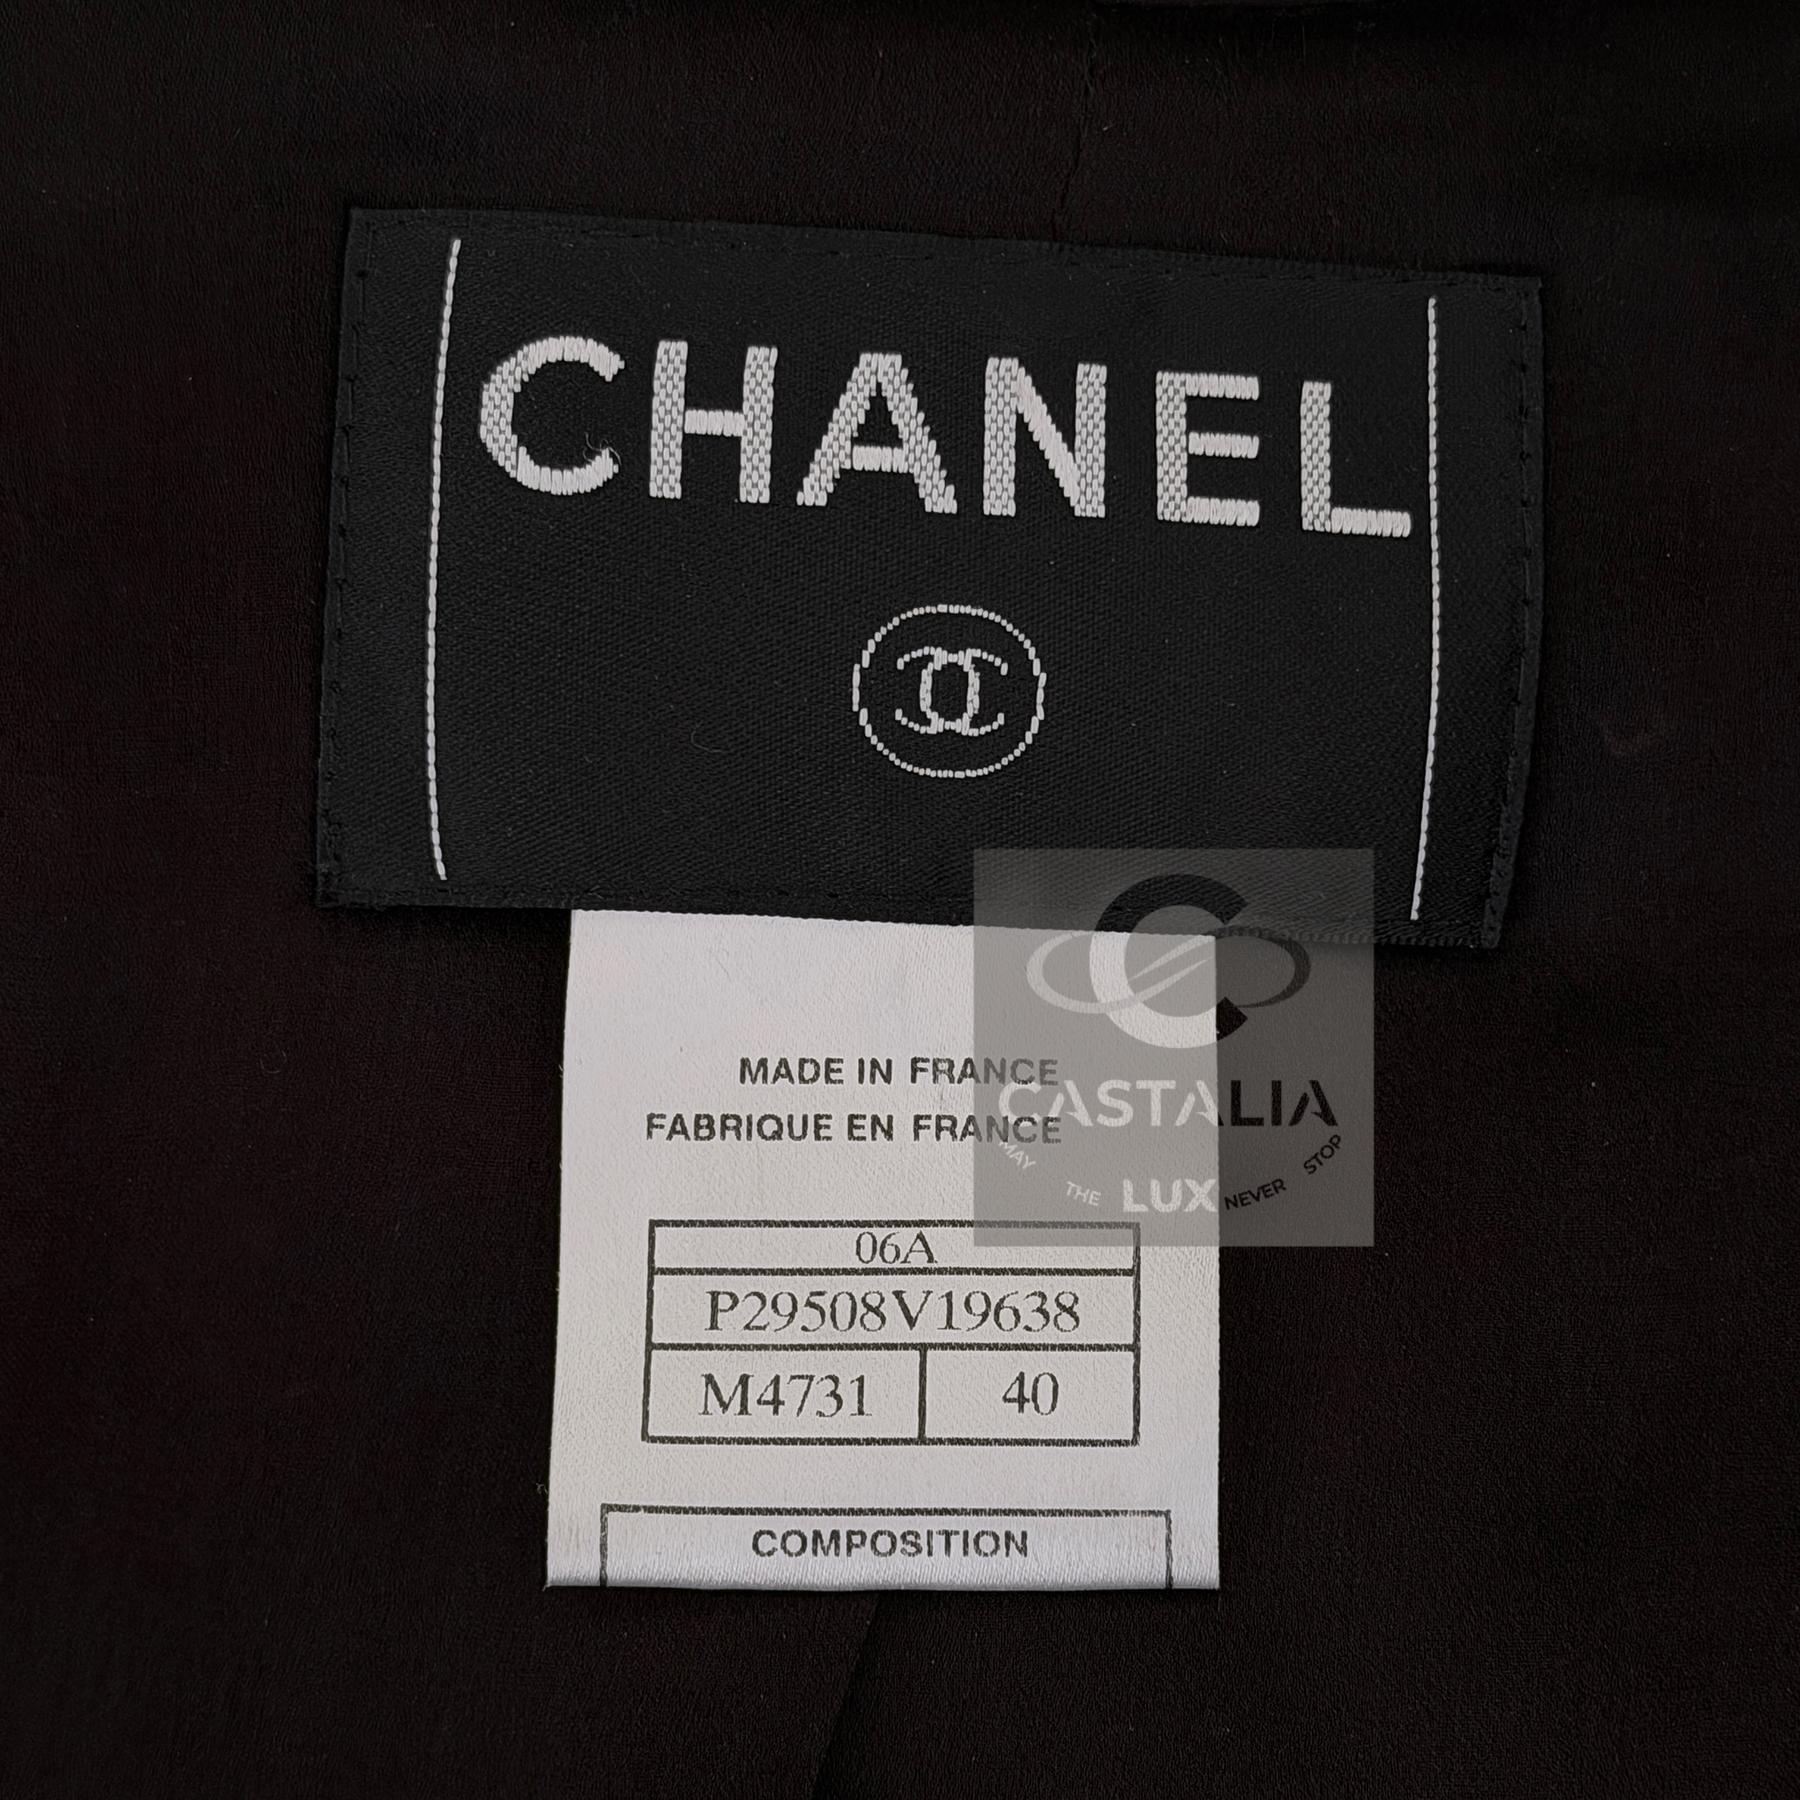 CHANEL
MADE IN FRANCE
FABRIQUE EN FRANCE
CASTALIA
MAY THE LUX NEVER STOP
06A
P29508V19638
M4731 40
COMPOSITION